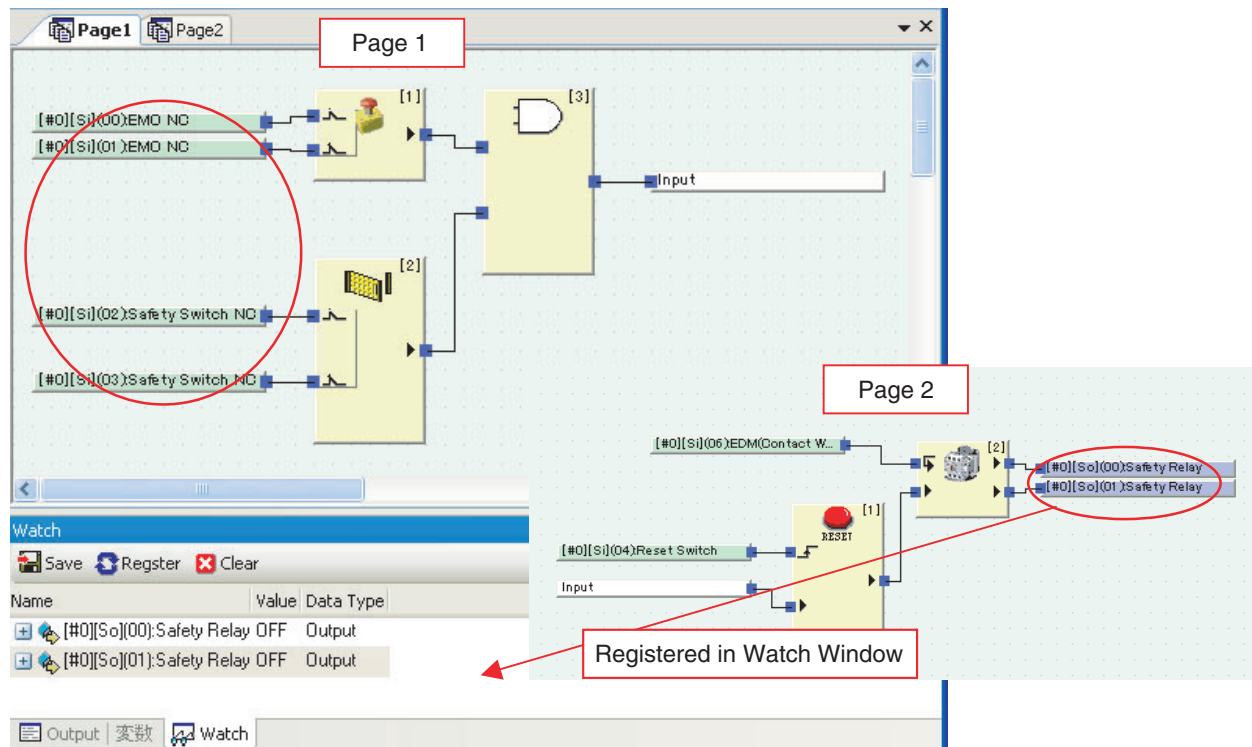 Page1 Page2
Page 1
[1]
[3]
[#0][Si](00):EMO NC
[#0][Si](01):EMO NC
Input
[2]
[#0][Si](02):Safety Switch NC
[#0][Si](03):Safety Switch NC
Page 2
[#0][Si](06):EDM(Contact W...
[2]
[#0][So](00):Safety Relay
[#0][So](01):Safety Relay
[1]
RESET
[#0][Si](04):Reset Switch
Input
Registered in Watch Window
Watch
Save Regster Clear
Name Value Data Type
[#0][So](00):Safety Relay OFF Output
[#0][So](01):Safety Relay OFF Output
Output 変数 Watch